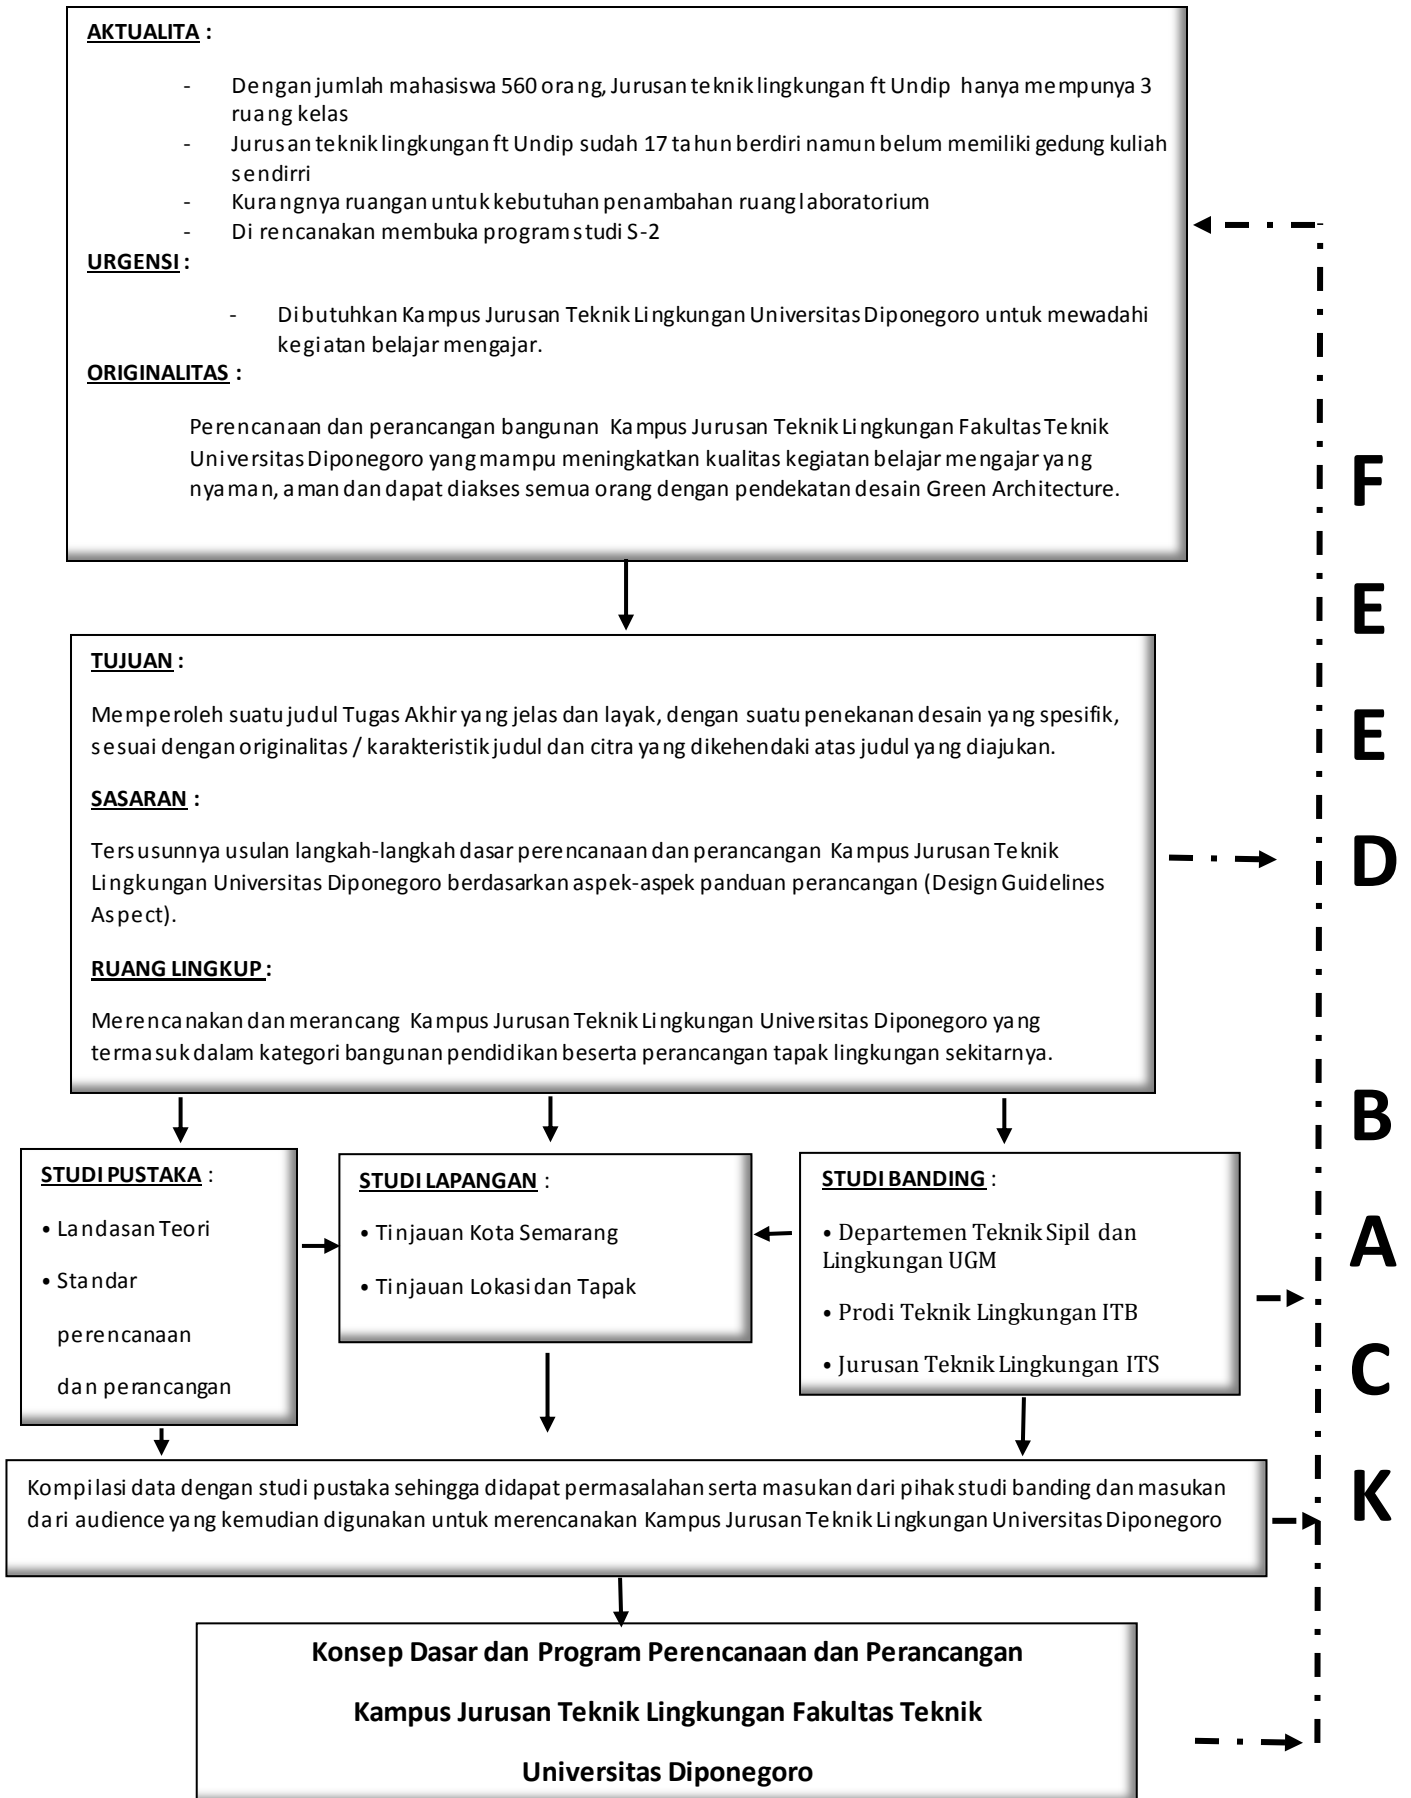 AKTUALITA :
- Dengan jumlah mahasiswa 560 orang, Jurusan teknik lingkungan ft Undip hanya mempunya 3
ruang kelas
- Jurusan teknik lingkungan ft Undip sudah 17 tahun berdiri namun belum memiliki gedung kuliah
sendirri
- Kurangnya ruangan untuk kebutuhan penambahan ruang laboratorium
- Di rencanakan membuka program studi S-2
URGENSI :
- Dibutuhkan Kampus Jurusan Teknik Lingkungan Universitas Diponegoro untuk mewadahi
kegiatan belajar mengajar.
ORIGINALITAS :
Perencanaan dan perancangan bangunan Kampus Jurusan Teknik Lingkungan Fakultas Teknik
Universitas Diponegoro yang mampu meningkatkan kualitas kegiatan belajar mengajar yang
nyaman, aman dan dapat diakses semua orang dengan pendekatan desain Green Architecture.
TUJUAN :
Memperoleh suatu judul Tugas Akhir yang jelas dan layak, dengan suatu penekanan desain yang spesifik,
sesuai dengan originalitas / karakteristik judul dan citra yang dikehendaki atas judul yang diajukan.
SASARAN :
Tersusunnya usulan langkah-langkah dasar perencanaan dan perancangan Kampus Jurusan Teknik
Lingkungan Universitas Diponegoro berdasarkan aspek-aspek panduan perancangan (Design Guidelines
Aspect).
RUANG LINGKUP :
Merencanakan dan merancang Kampus Jurusan Teknik Lingkungan Universitas Diponegoro yang
termasuk dalam kategori bangunan pendidikan beserta perancangan tapak lingkungan sekitarnya.
STUDI PUSTAKA :
• Landasan Teori
• Standar
perencanaan
dan perancangan
STUDI LAPANGAN :
• Tinjauan Kota Semarang
• Tinjauan Lokasi dan Tapak
STUDI BANDING :
• Departemen Teknik Sipil dan
Lingkungan UGM
• Prodi Teknik Lingkungan ITB
• Jurusan Teknik Lingkungan ITS
Kompilasi data dengan studi pustaka sehingga didapat permasalahan serta masukan dari pihak studi banding dan masukan
dari audience yang kemudian digunakan untuk merencanakan Kampus Jurusan Teknik Lingkungan Universitas Diponegoro
Konsep Dasar dan Program Perencanaan dan Perancangan
Kampus Jurusan Teknik Lingkungan Fakultas Teknik
Universitas Diponegoro
F
E
E
D
B
A
C
K